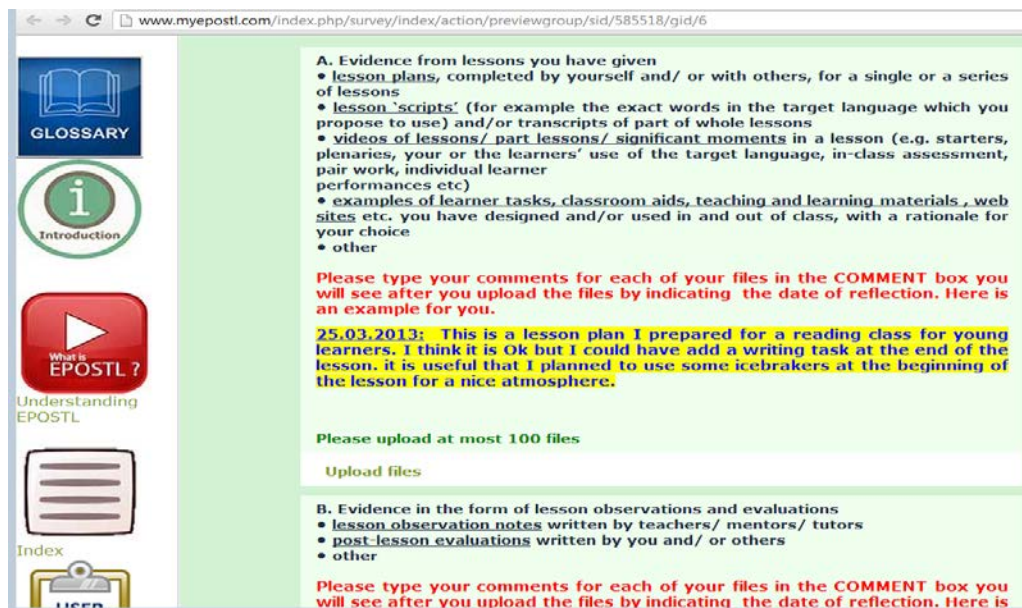 www.myepostl.com/index.php/survey/index/action/previewgroup/sid/585518/gid/6
GLOSSARY
i
Introduction
What is
EPOSTL ?
Understanding
EPOSTL
Index
USER
A. Evidence from lessons you have given
• lesson plans, completed by yourself and/ or with others, for a single or a series
of lessons
• lesson `scripts’ (for example the exact words in the target language which you
propose to use) and/or transcripts of part of whole lessons
• videos of lessons/ part lessons/ significant moments in a lesson (e.g. starters,
plenaries, your or the learners’ use of the target language, in-class assessment,
pair work, individual learner
performances etc)
• examples of learner tasks, classroom aids, teaching and learning materials , web
sites etc. you have designed and/or used in and out of class, with a rationale for
your choice
• other
Please type your comments for each of your files in the COMMENT box you
will see after you upload the files by indicating the date of reflection. Here is
an example for you.
25.03.2013: This is a lesson plan I prepared for a reading class for young
learners. I think it is Ok but I could have add a writing task at the end of the
lesson. it is useful that I planned to use some icebrakers at the beginning of
the lesson for a nice atmosphere.
Please upload at most 100 files
Upload files
B. Evidence in the form of lesson observations and evaluations
• lesson observation notes written by teachers/ mentors/ tutors
• post-lesson evaluations written by you and/ or others
• other
Please type your comments for each of your files in the COMMENT box you
will see after you upload the files by indicating the date of reflection. Here is